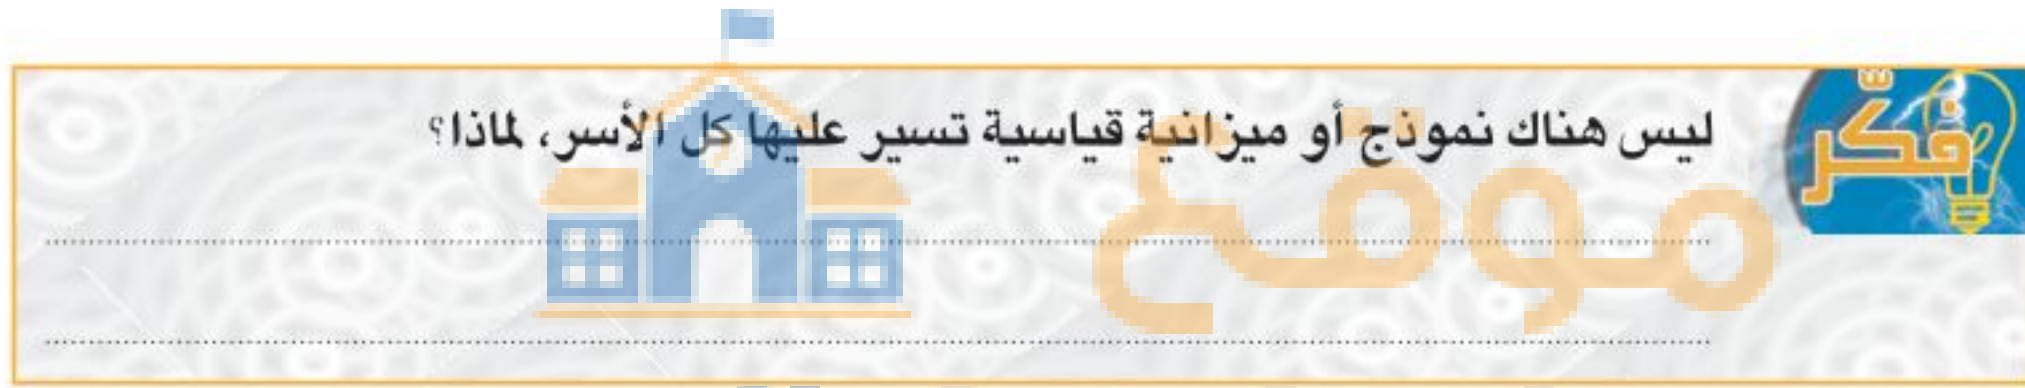 فكّر
ليس هناك نموذج أو ميزانية قياسية تسير عليها كل الأسر، لماذا؟
موقع